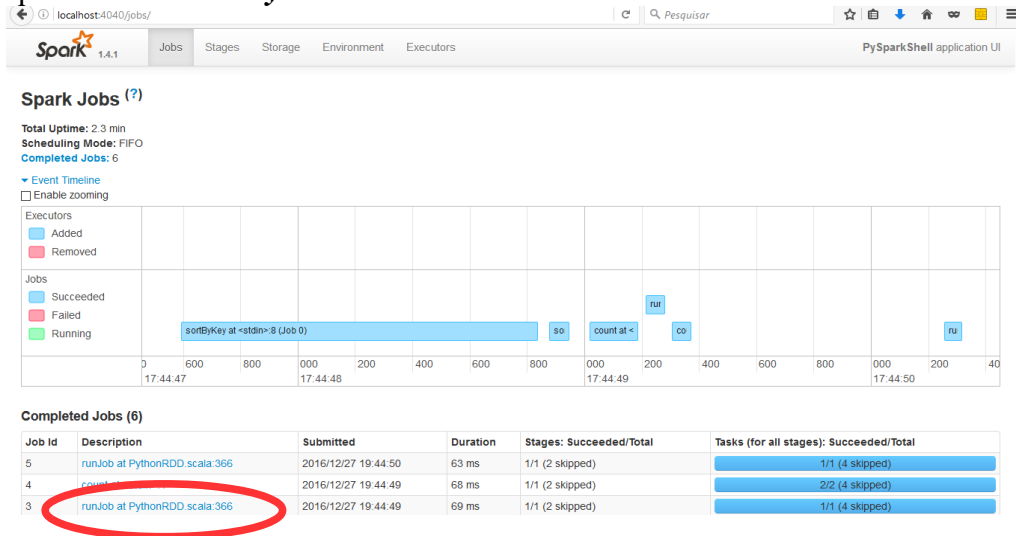 localhost:4040/jobs/ Pesquisar
Spark 1.4.1 Jobs Stages Storage Environment Executors PySparkShell application UI
Spark Jobs (?)
Total Uptime: 2.3 min
Scheduling Mode: FIFO
Completed Jobs: 6
Event Timeline
Enable zooming
Executors
Added
Removed
Jobs
Succeeded
Failed
Running
rur
sortByKey at <stdin>:8 (Job 0) so count at < co ru
0 600 800 000 200 400 600 800 000 200 400 600 800 000 200 40
17:44:47 17:44:48 17:44:49 17:44:50
Completed Jobs (6)
Job Id Description Submitted Duration Stages: Succeeded/Total Tasks (for all stages): Succeeded/Total
5 runJob at PythonRDD.scala:366 2016/12/27 19:44:50 63 ms 1/1 (2 skipped) 1/1 (4 skipped)
4 2016/12/27 19:44:49 68 ms 1/1 (2 skipped) 2/2 (4 skipped)
3 runJob at PythonRDD.scala:366 2016/12/27 19:44:49 69 ms 1/1 (2 skipped) 1/1 (4 skipped)